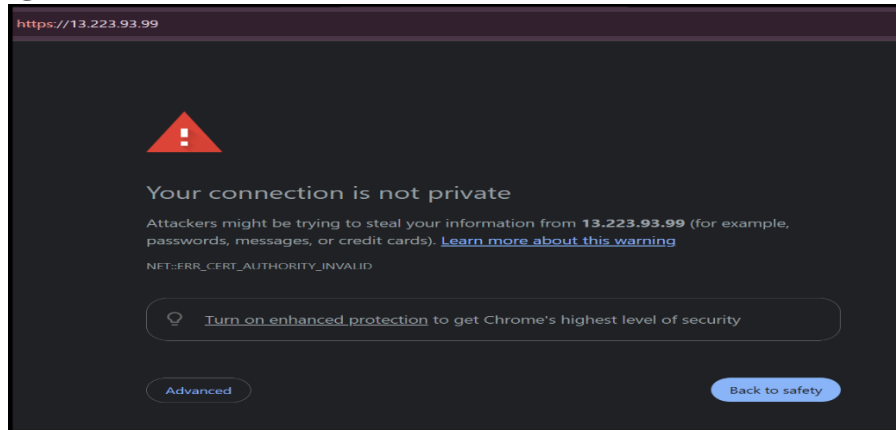 https://13.223.93.99
Your connection is not private
Attackers might be trying to steal your information from 13.223.93.99 (for example,
passwords, messages, or credit cards). Learn more about this warning
NET::ERR_CERT_AUTHORITY_INVALID
Turn on enhanced protection to get Chrome's highest level of security
Advanced
Back to safety